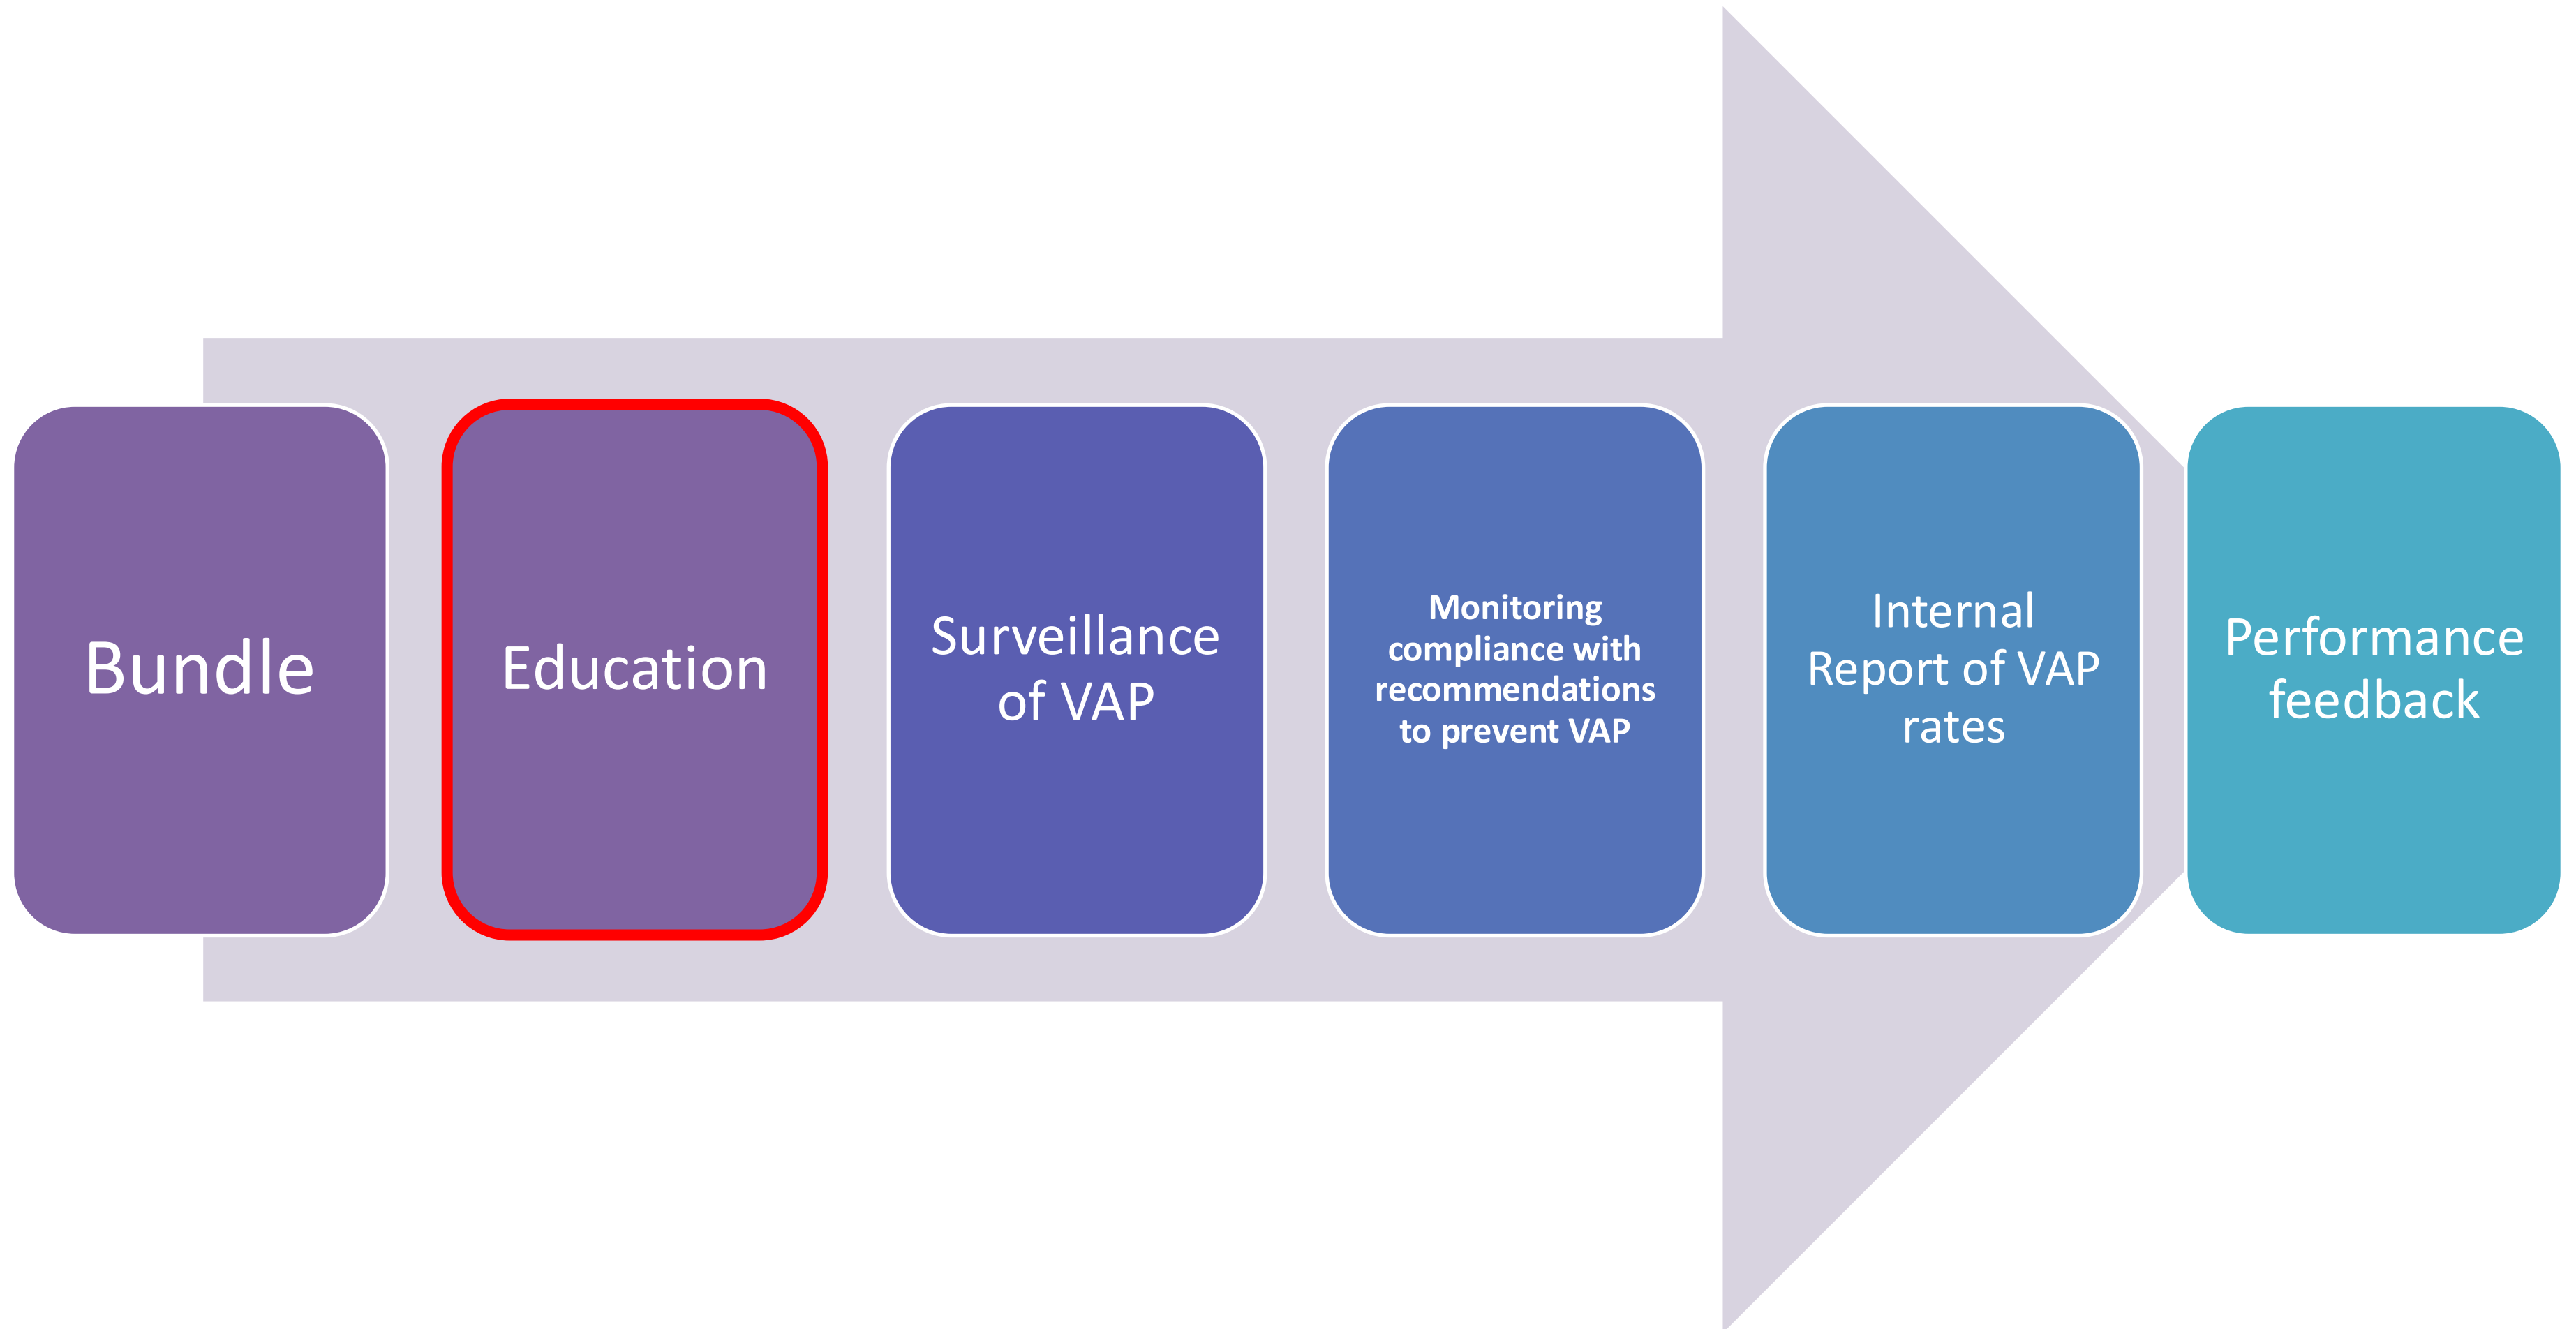 Bundle
Education
Surveillance
of VAP
Monitoring
compliance with
recommendations
to prevent VAP
Internal
Report of VAP
rates
Performance
feedback